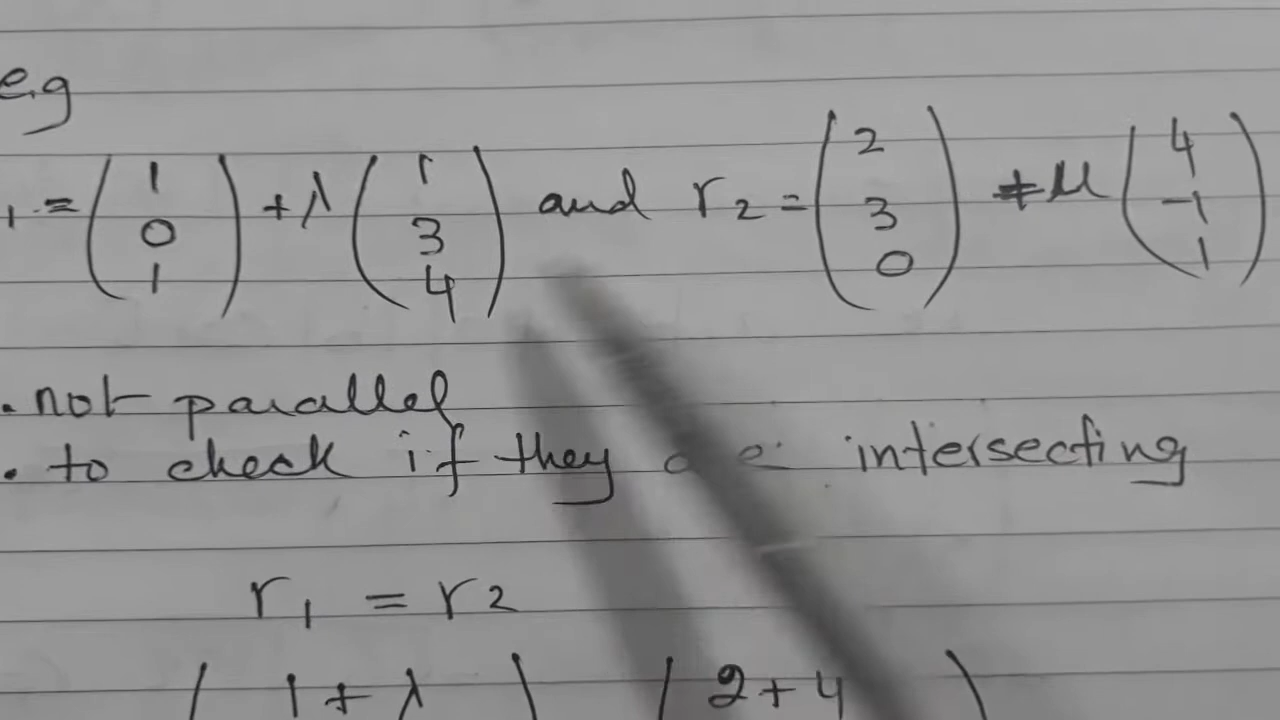 e.g
₁ = (1 0 1) + λ (1 3 4) and r₂ = (2 3 0) + μ (4 -1 1)
. not parallel
. to check if they are intersecting
r₁ = r₂
( 1 + λ ) ( 2 + 4 )